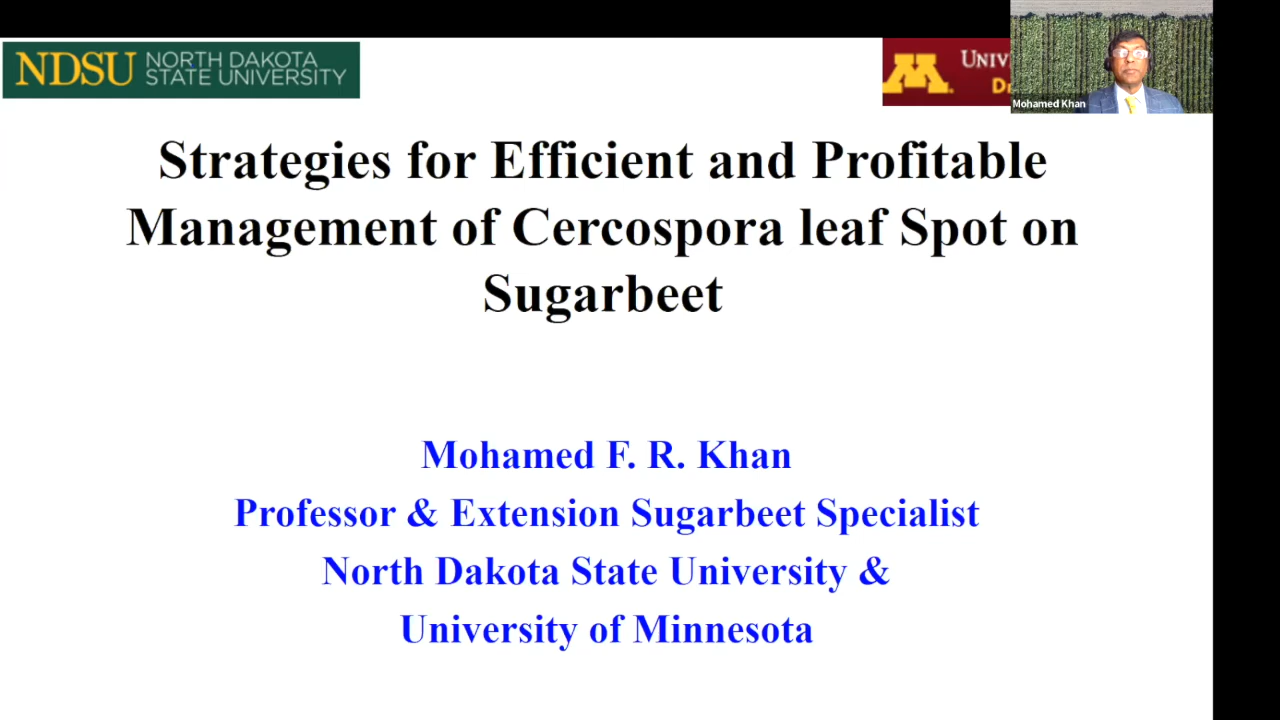 NDSU NORTH DAKOTA
STATE UNIVERSITY
Mohamed Khan
Strategies for Efficient and Profitable
Management of Cercospora leaf Spot on
Sugarbeet
Mohamed F. R. Khan
Professor & Extension Sugarbeet Specialist
North Dakota State University &
University of Minnesota